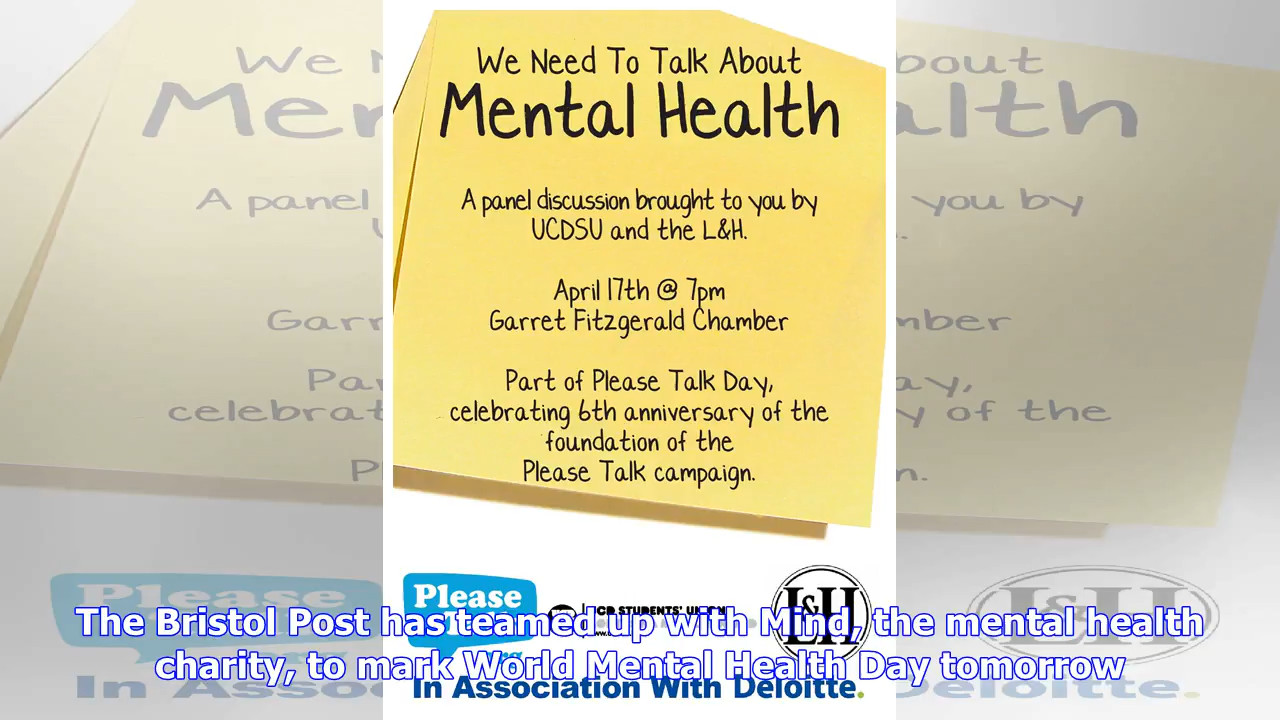 We Need To Talk About
Mental Health
A panel discussion brought to you by
UCDSU and the L&H.
April 17th @ 7pm
Garret Fitzgerald Chamber
Part of Please Talk Day,
celebrating 6th anniversary of the
foundation of the
Please Talk campaign.
Please
L&H
STUDENTS' UNION
The Bristol Post has teamed up with Mind, the mental health
charity, to mark World Mental Health Day tomorrow
In Association With Deloitte.